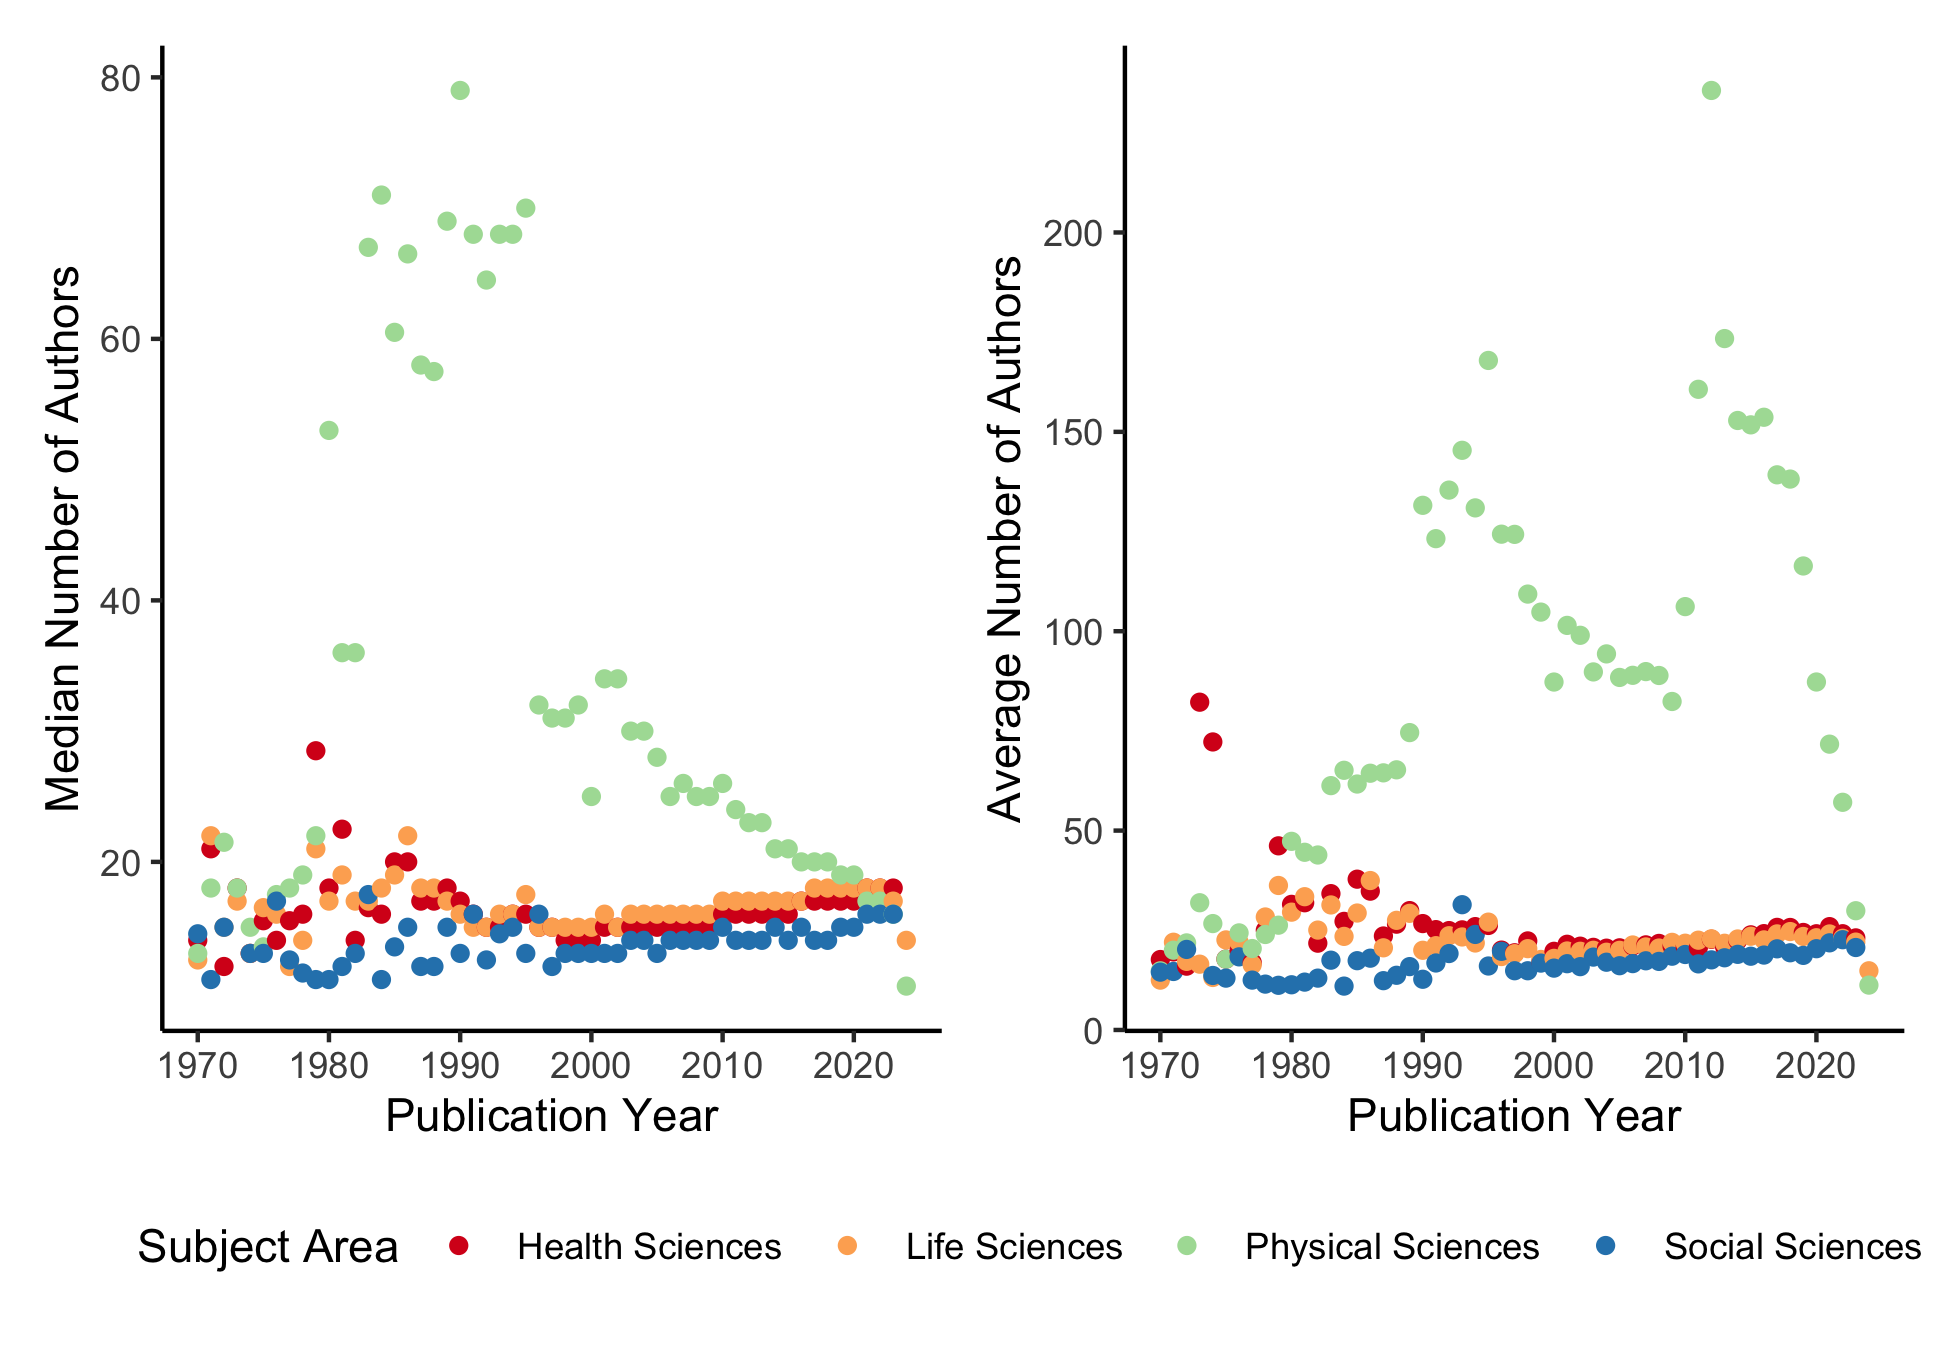 Median Number of Authors
80
60
40
20
1970 1980 1990 2000 2010 2020
Publication Year
Average Number of Authors
200
150
100
50
0
1970 1980 1990 2000 2010 2020
Publication Year
Subject Area Health Sciences Life Sciences Physical Sciences Social Sciences